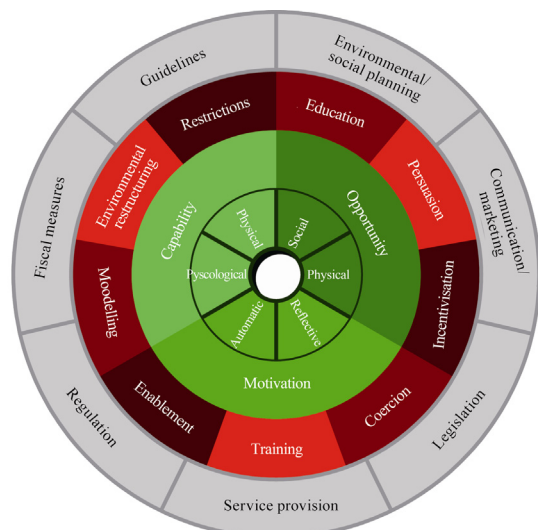 Guidelines
Environmental/
social planning
Communication/
marketing
Legislation
Service provision
Regulation
Fiscal measures
Restrictions
Education
Persuasion
Incentivisation
Coercion
Training
Enablement
Moodelling
Environmental
restructuring
Capability
Opportunity
Motivation
Physical
Social
Physical
Reflective
Automatic
Pyscological